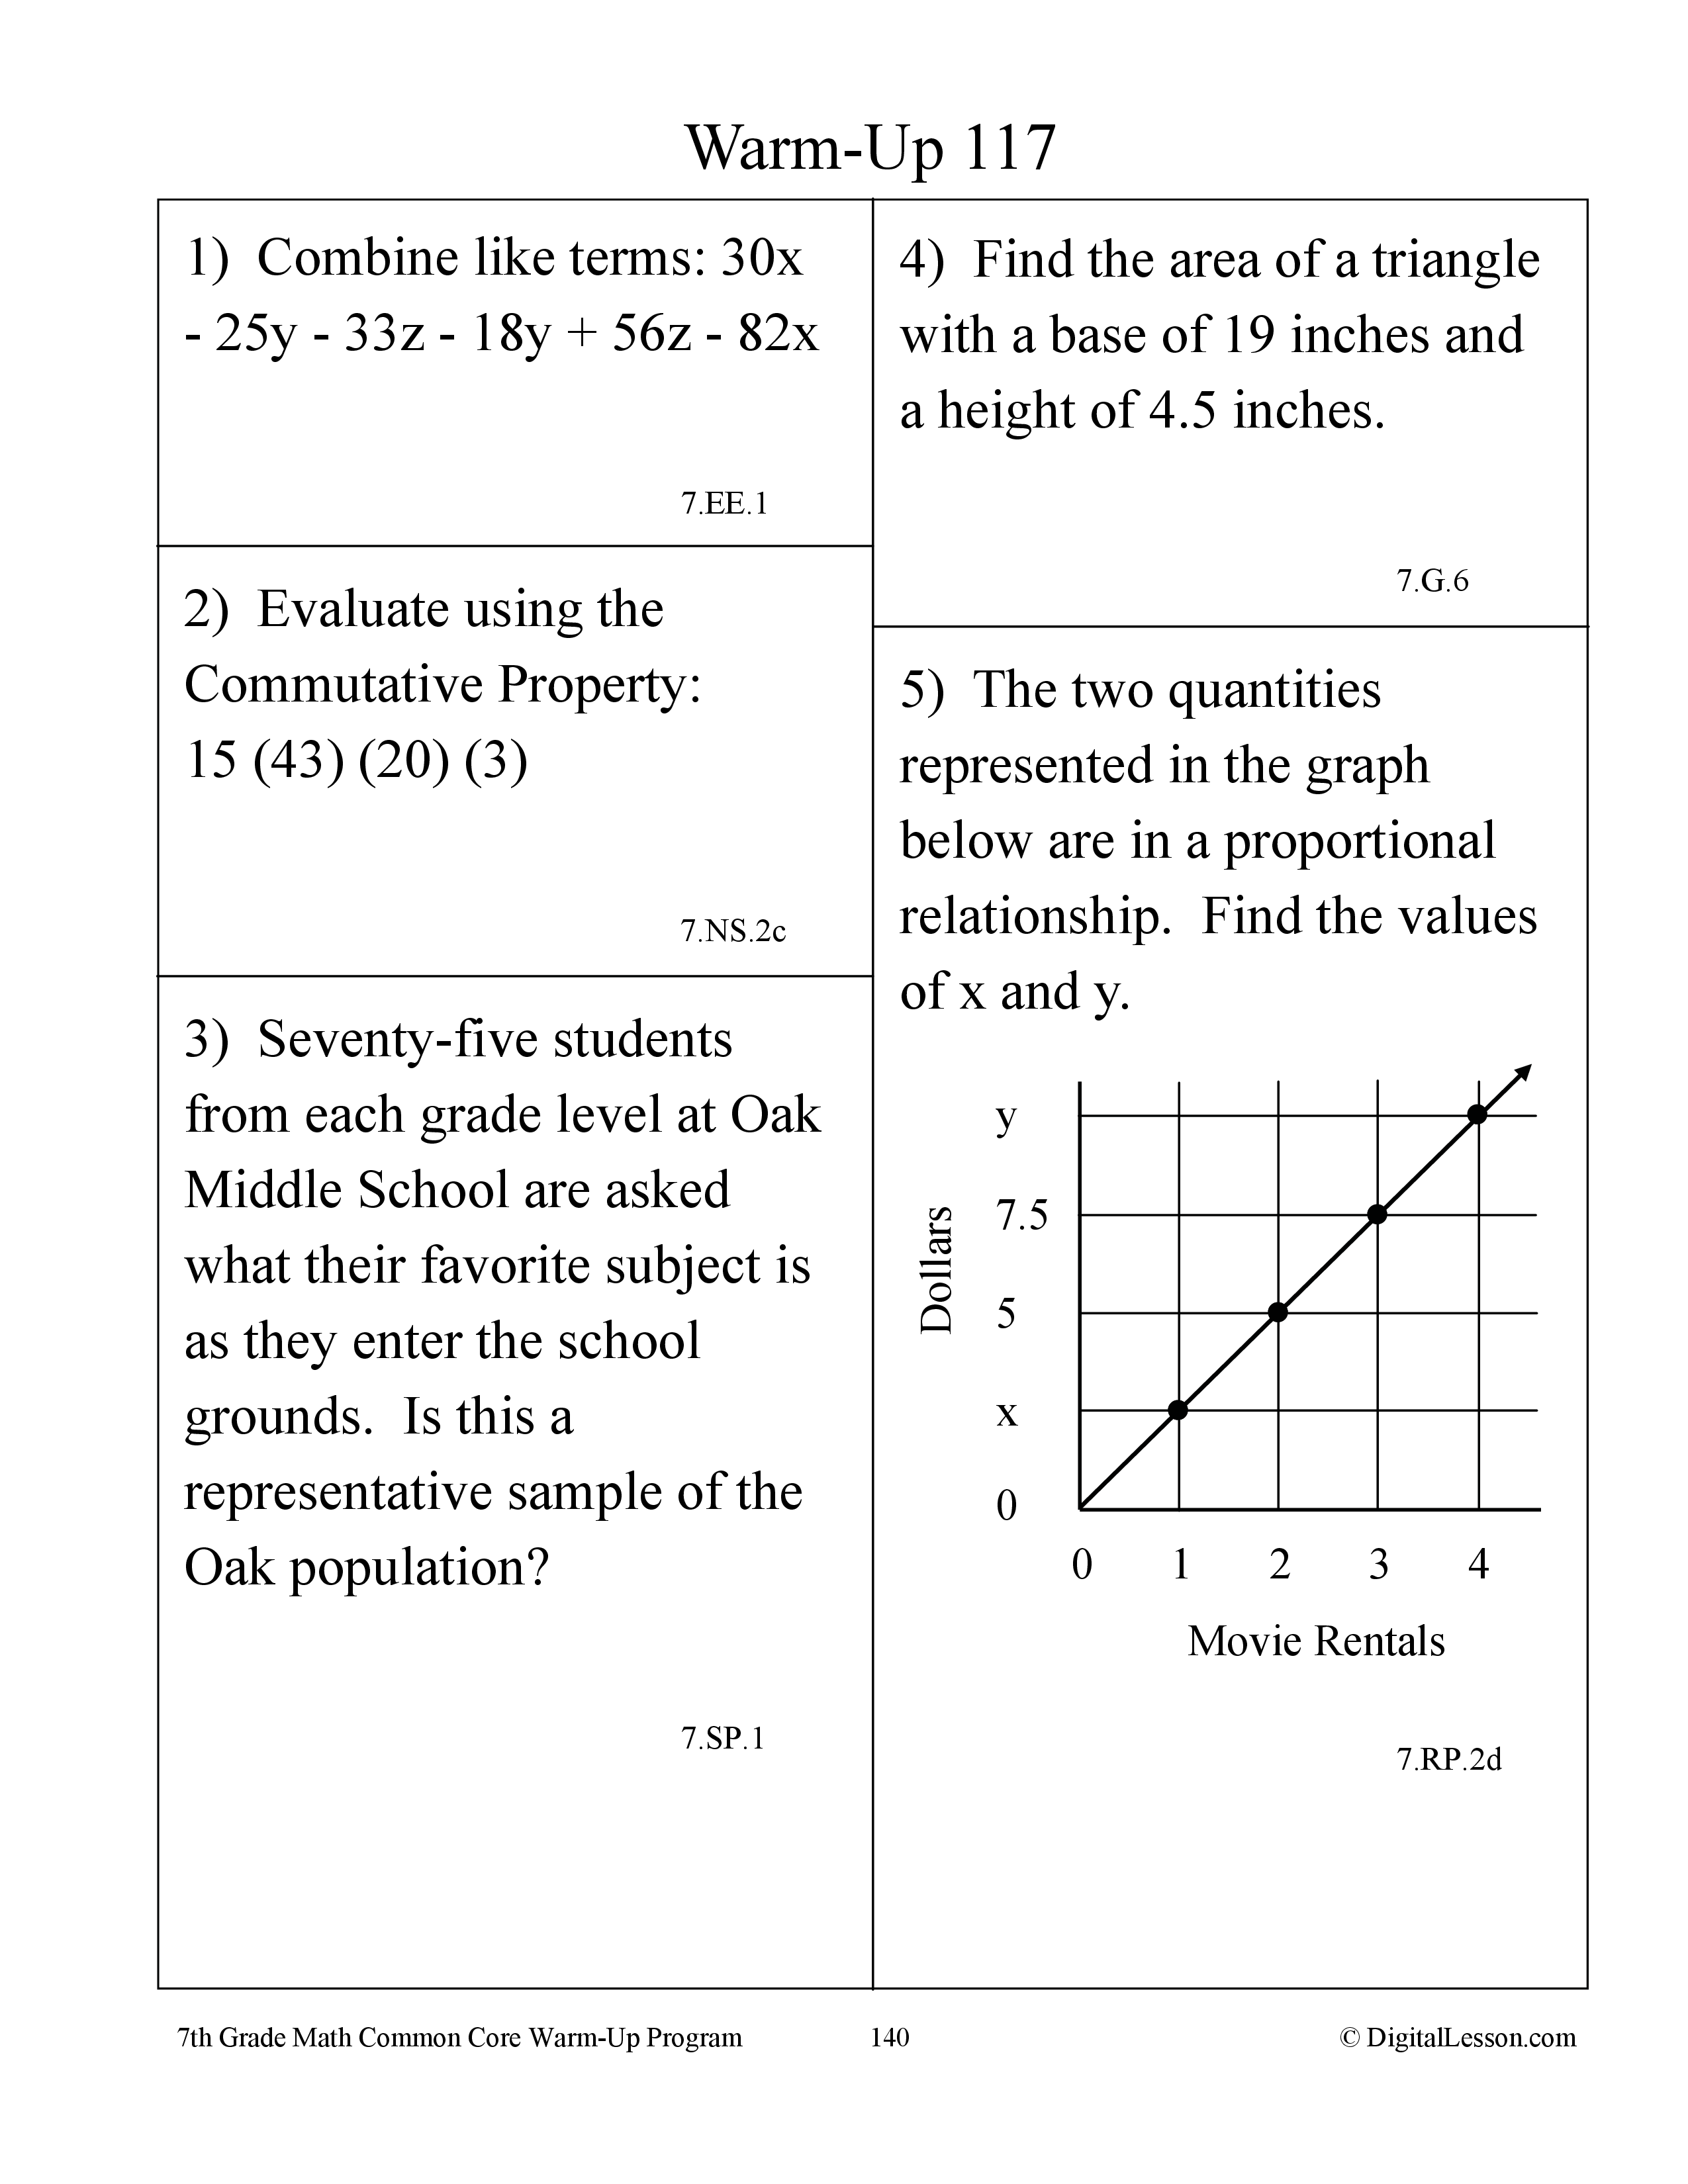 Warm-Up 117
1)  Combine like terms: 30x
- 25y - 33z - 18y + 56z - 82x
7.EE.1
2)  Evaluate using the
Commutative Property:
15 (43) (20) (3)
7.NS.2c
3)  Seventy-five students
from each grade level at Oak
Middle School are asked
what their favorite subject is
as they enter the school
grounds.  Is this a
representative sample of the
Oak population?
7.SP.1
4)  Find the area of a triangle
with a base of 19 inches and
a height of 4.5 inches.
7.G.6
5)  The two quantities
represented in the graph
below are in a proportional
relationship.  Find the values
of x and y.
Dollars
y
7.5
5
x
0
0 1 2 3 4
Movie Rentals
7.RP.2d
7th Grade Math Common Core Warm-Up Program 140 © DigitalLesson.com